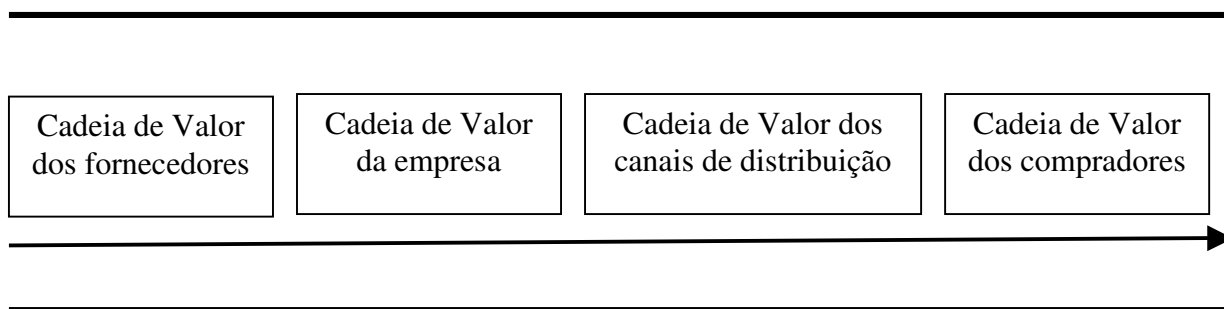 Cadeia de Valor
dos fornecedores
Cadeia de Valor
da empresa
Cadeia de Valor dos
canais de distribuição
Cadeia de Valor
dos compradores